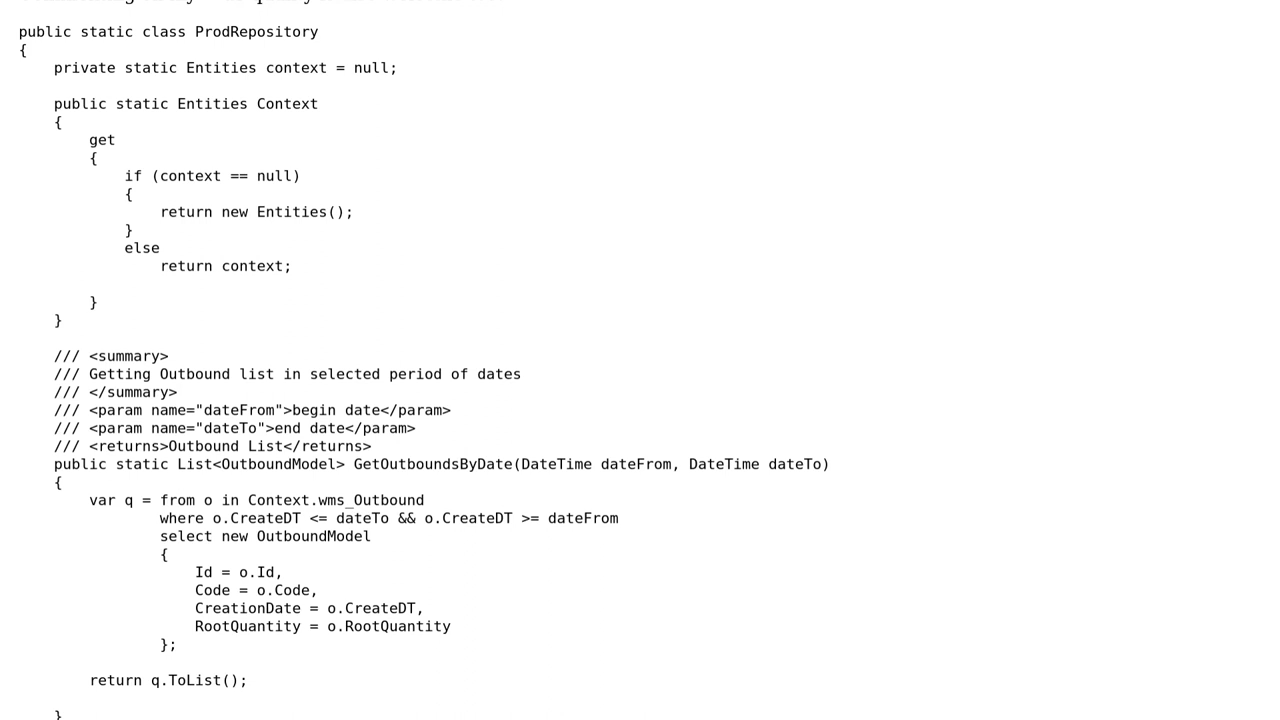 public static class ProdRepository
{
    private static Entities context = null;

    public static Entities Context
    {
        get
        {
            if (context == null)
            {
                return new Entities();
            }
            else
                return context;

        }
    }

    /// <summary>
    /// Getting Outbound list in selected period of dates
    /// </summary>
    /// <param name="dateFrom">begin date</param>
    /// <param name="dateTo">end date</param>
    /// <returns>Outbound List</returns>
    public static List<OutboundModel> GetOutboundsByDate(DateTime dateFrom, DateTime dateTo)
    {
        var q = from o in Context.wms_Outbound
                where o.CreateDT <= dateTo && o.CreateDT >= dateFrom
                select new OutboundModel
                {
                    Id = o.Id,
                    Code = o.Code,
                    CreationDate = o.CreateDT,
                    RootQuantity = o.RootQuantity
                };

        return q.ToList();

    }